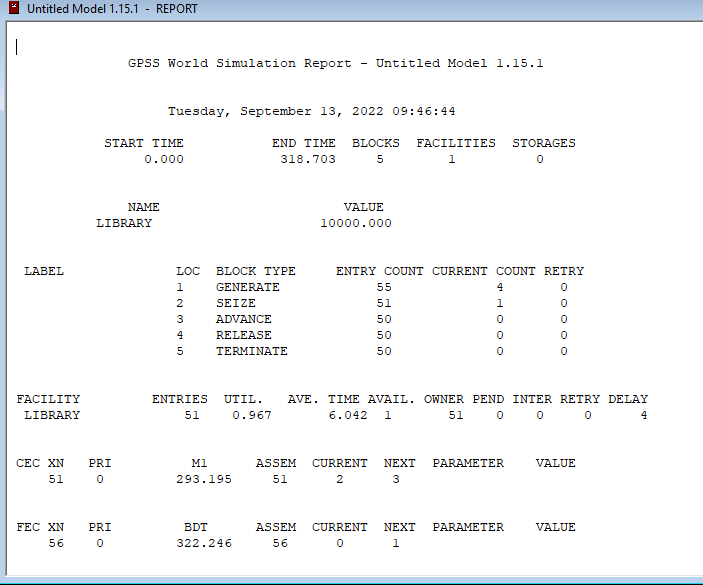 Untitled Model 1.15.1 - REPORT
GPSS World Simulation Report - Untitled Model 1.15.1
Tuesday, September 13, 2022 09:46:44
START TIME END TIME BLOCKS FACILITIES STORAGES
0.000 318.703 5 1 0
NAME VALUE
LIBRARY 10000.000
LABEL LOC BLOCK TYPE ENTRY COUNT CURRENT COUNT RETRY
1 GENERATE 55 4 0
2 SEIZE 51 1 0
3 ADVANCE 50 0 0
4 RELEASE 50 0 0
5 TERMINATE 50 0 0
FACILITY ENTRIES UTIL. AVE. TIME AVAIL. OWNER PEND INTER RETRY DELAY
LIBRARY 51 0.967 6.042 1 51 0 0 0 4
CEC XN PRI M1 ASSEM CURRENT NEXT PARAMETER VALUE
51 0 293.195 51 2 3
FEC XN PRI BDT ASSEM CURRENT NEXT PARAMETER VALUE
56 0 322.246 56 0 1